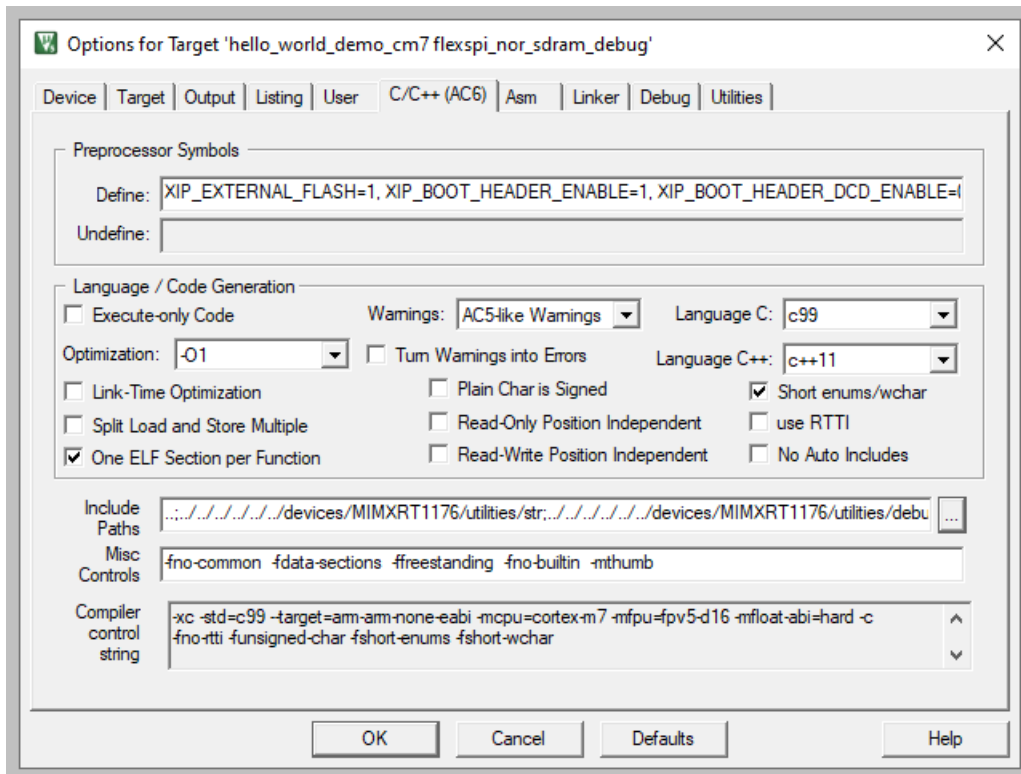 Options for Target 'hello_world_demo_cm7 flexspi_nor_sdram_debug'
Device Target Output Listing User C/C++ (AC6) Asm Linker Debug Utilities
Preprocessor Symbols
Define: XIP_EXTERNAL_FLASH=1, XIP_BOOT_HEADER_ENABLE=1, XIP_BOOT_HEADER_DCD_ENABLE=
Undefine:
Language / Code Generation
Execute-only Code Warnings: AC5-like Warnings Language C: c99
Optimization: -O1 Turn Warnings into Errors Language C++: c++11
Link-Time Optimization Plain Char is Signed Short enums/wchar
Split Load and Store Multiple Read-Only Position Independent use RTTI
One ELF Section per Function Read-Write Position Independent No Auto Includes
Include Paths ..;../../../../../../devices/MIMXRT1176/utilities/str;../../../../../../devices/MIMXRT1176/utilities/debu ...
Misc Controls -fno-common -fdata-sections -ffreestanding -fno-builtin -mthumb
Compiler control string -xc -std=c99 --target=arm-arm-none-eabi -mcpu=cortex-m7 -mfpu=fpv5-d16 -mfloat-abi=hard -c
-fno-rtti -funsigned-char -fshort-enums -fshort-wchar
OK Cancel Defaults Help